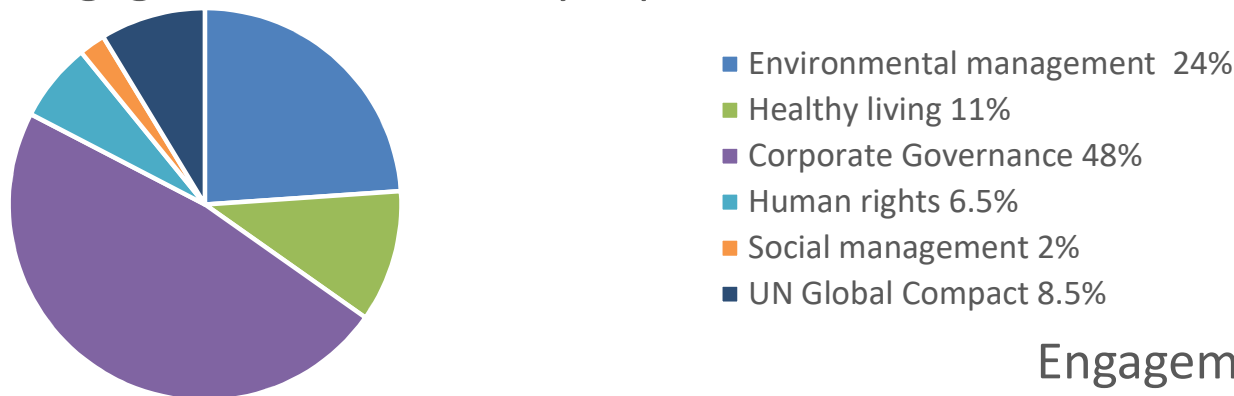 Environmental management  24%
Healthy living 11%
Corporate Governance 48%
Human rights 6.5%
Social management 2%
UN Global Compact 8.5%